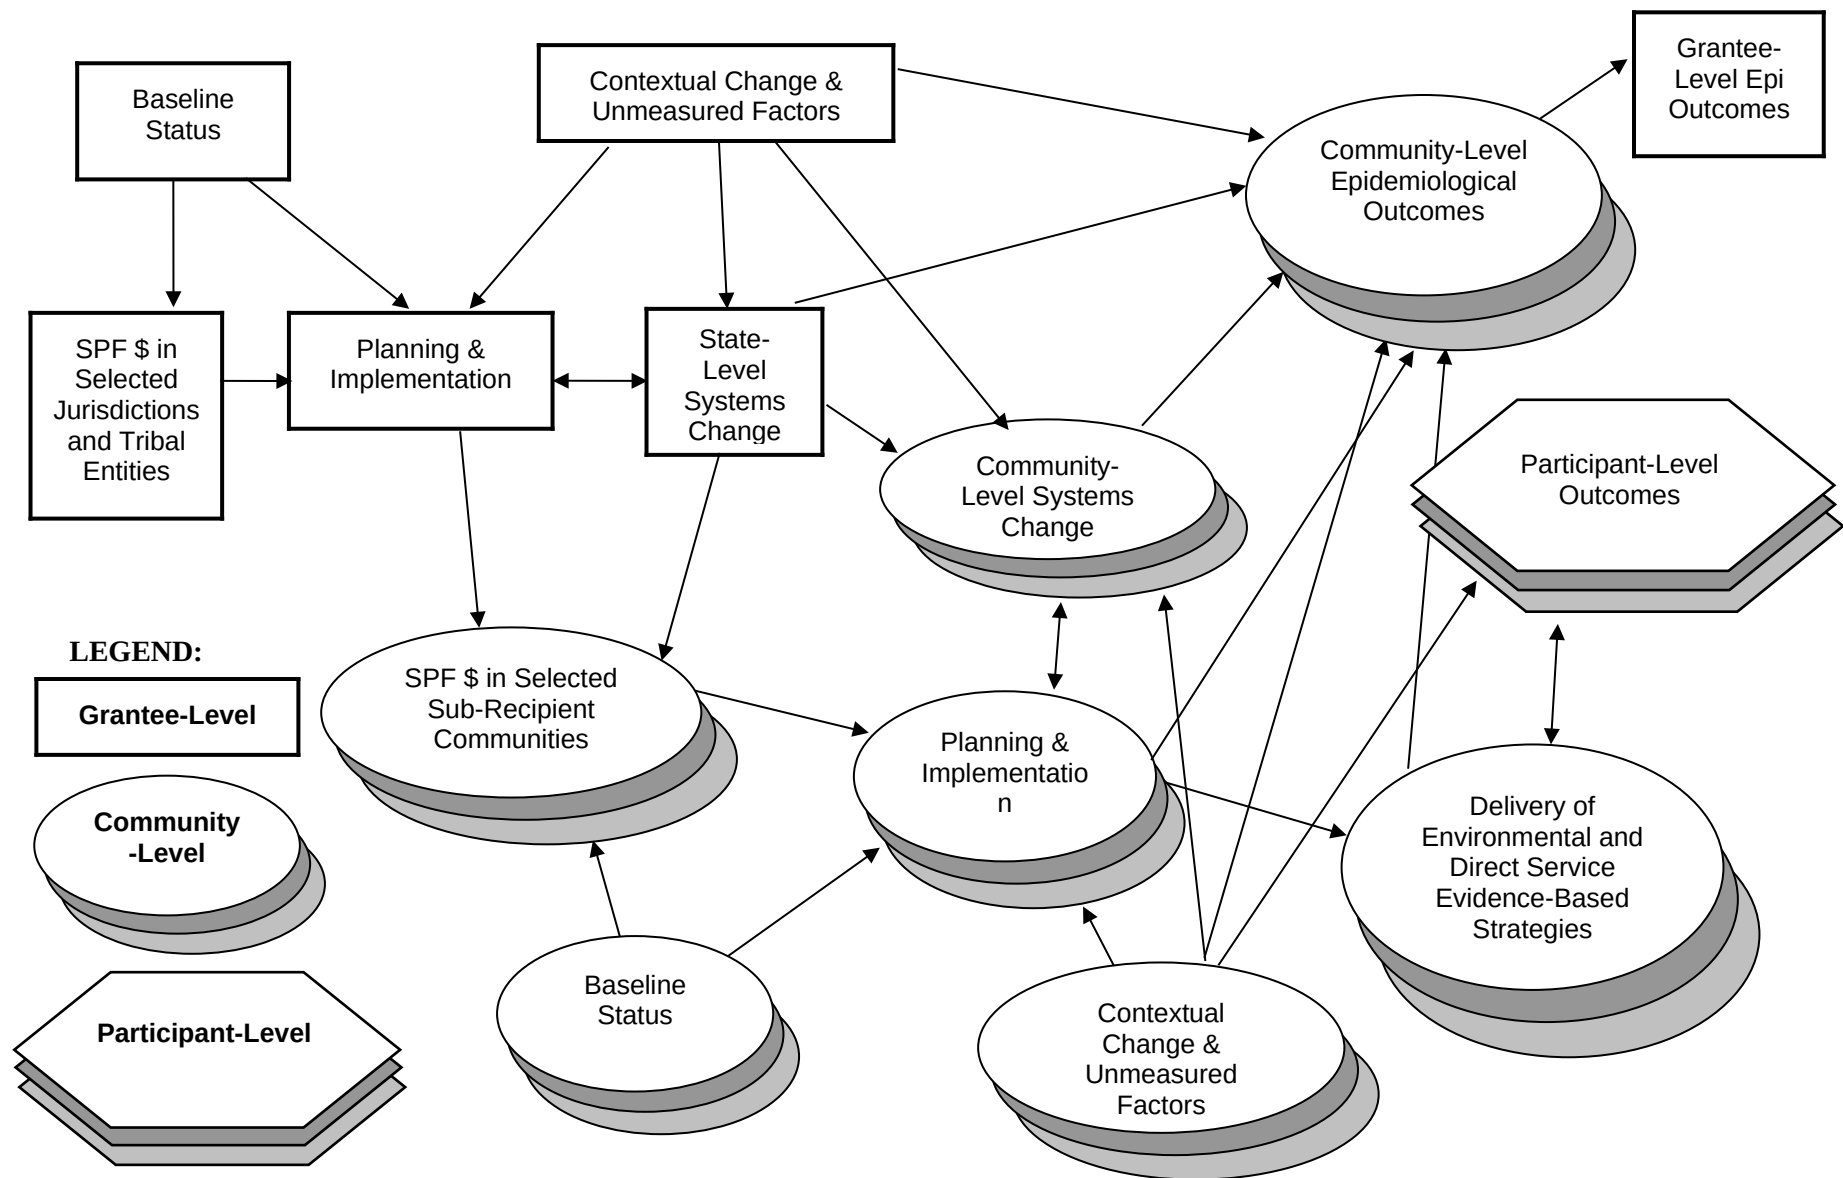 Baseline
Status
Contextual Change &
Unmeasured Factors
Grantee-
Level Epi
Outcomes
Community-Level
Epidemiological
Outcomes
SPF $ in
Selected
Jurisdictions
and Tribal
Entities
Planning &
Implementation
State-
Level
Systems
Change
Community-
Level Systems
Change
Participant-Level
Outcomes
LEGEND:
Grantee-Level
Community
-Level
Participant-Level
SPF $ in Selected
Sub-Recipient
Communities
Planning &
Implementatio
n
Delivery of
Environmental and
Direct Service
Evidence-Based
Strategies
Baseline
Status
Contextual
Change &
Unmeasured
Factors